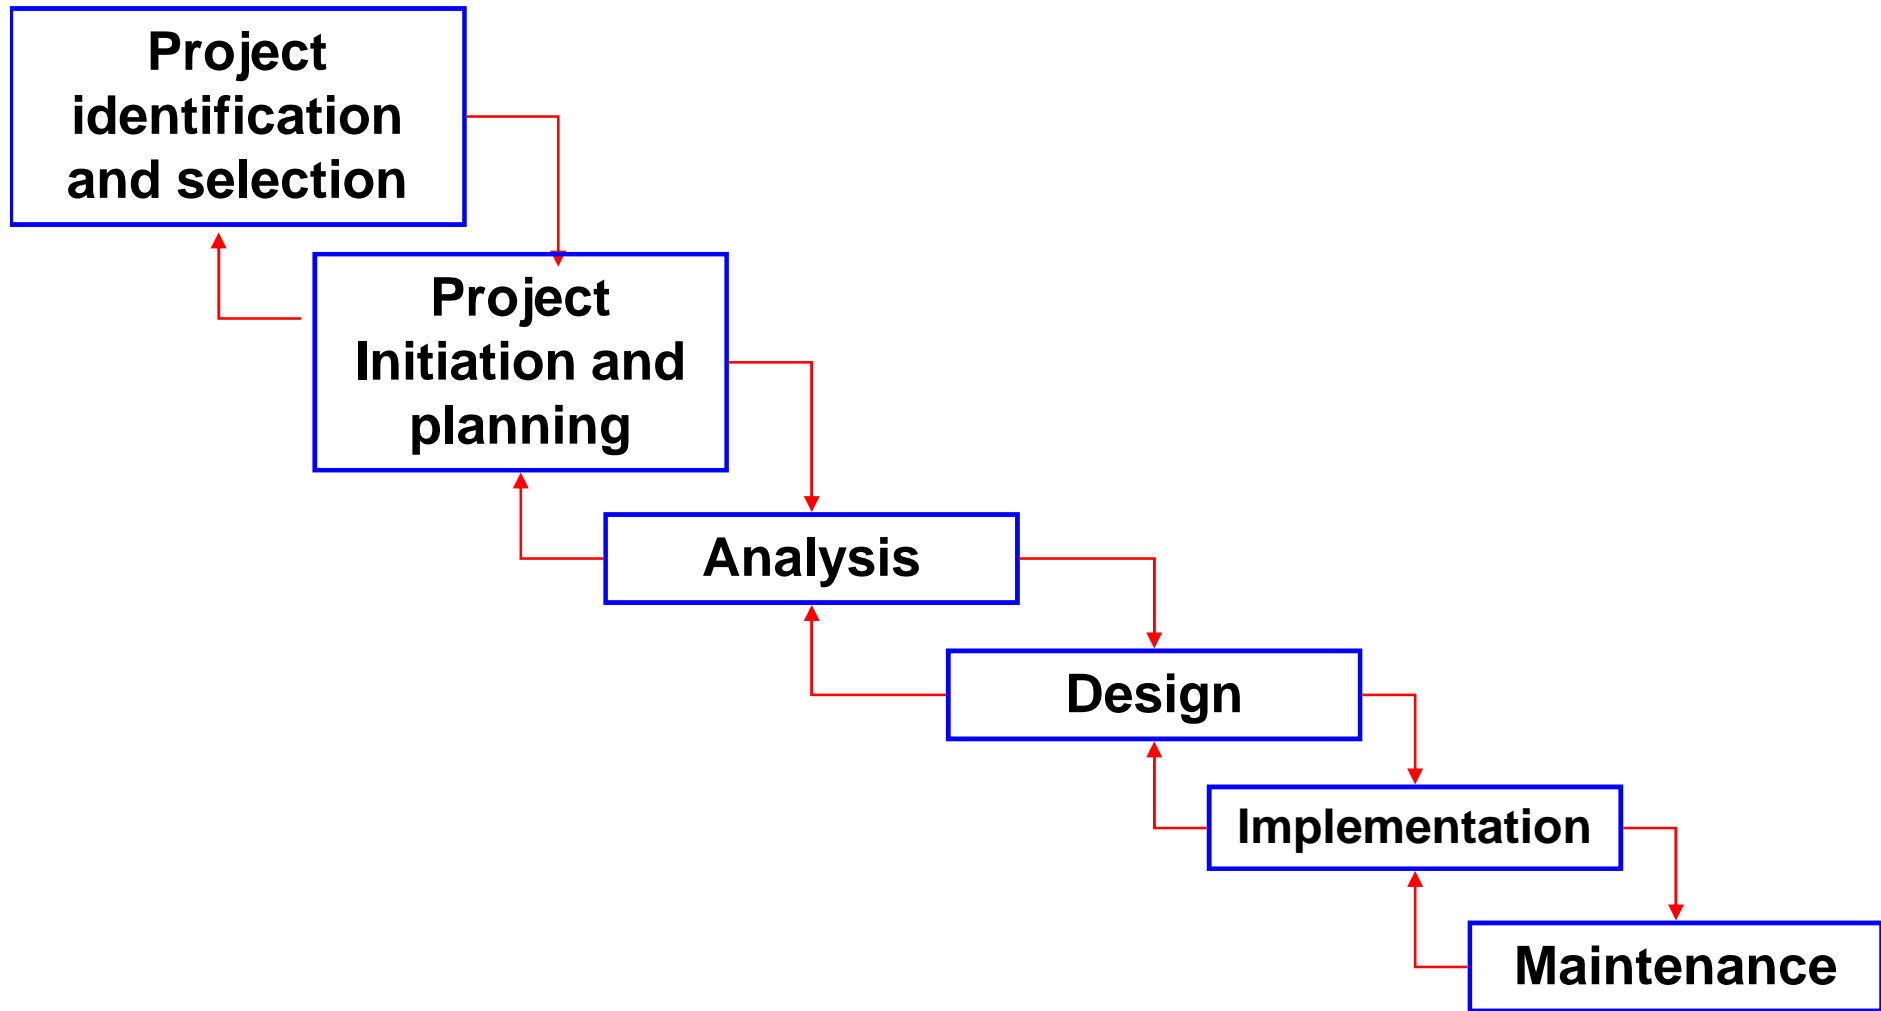 Project
identification
and selection
Project
Initiation and
planning
Analysis
Design
Implementation
Maintenance